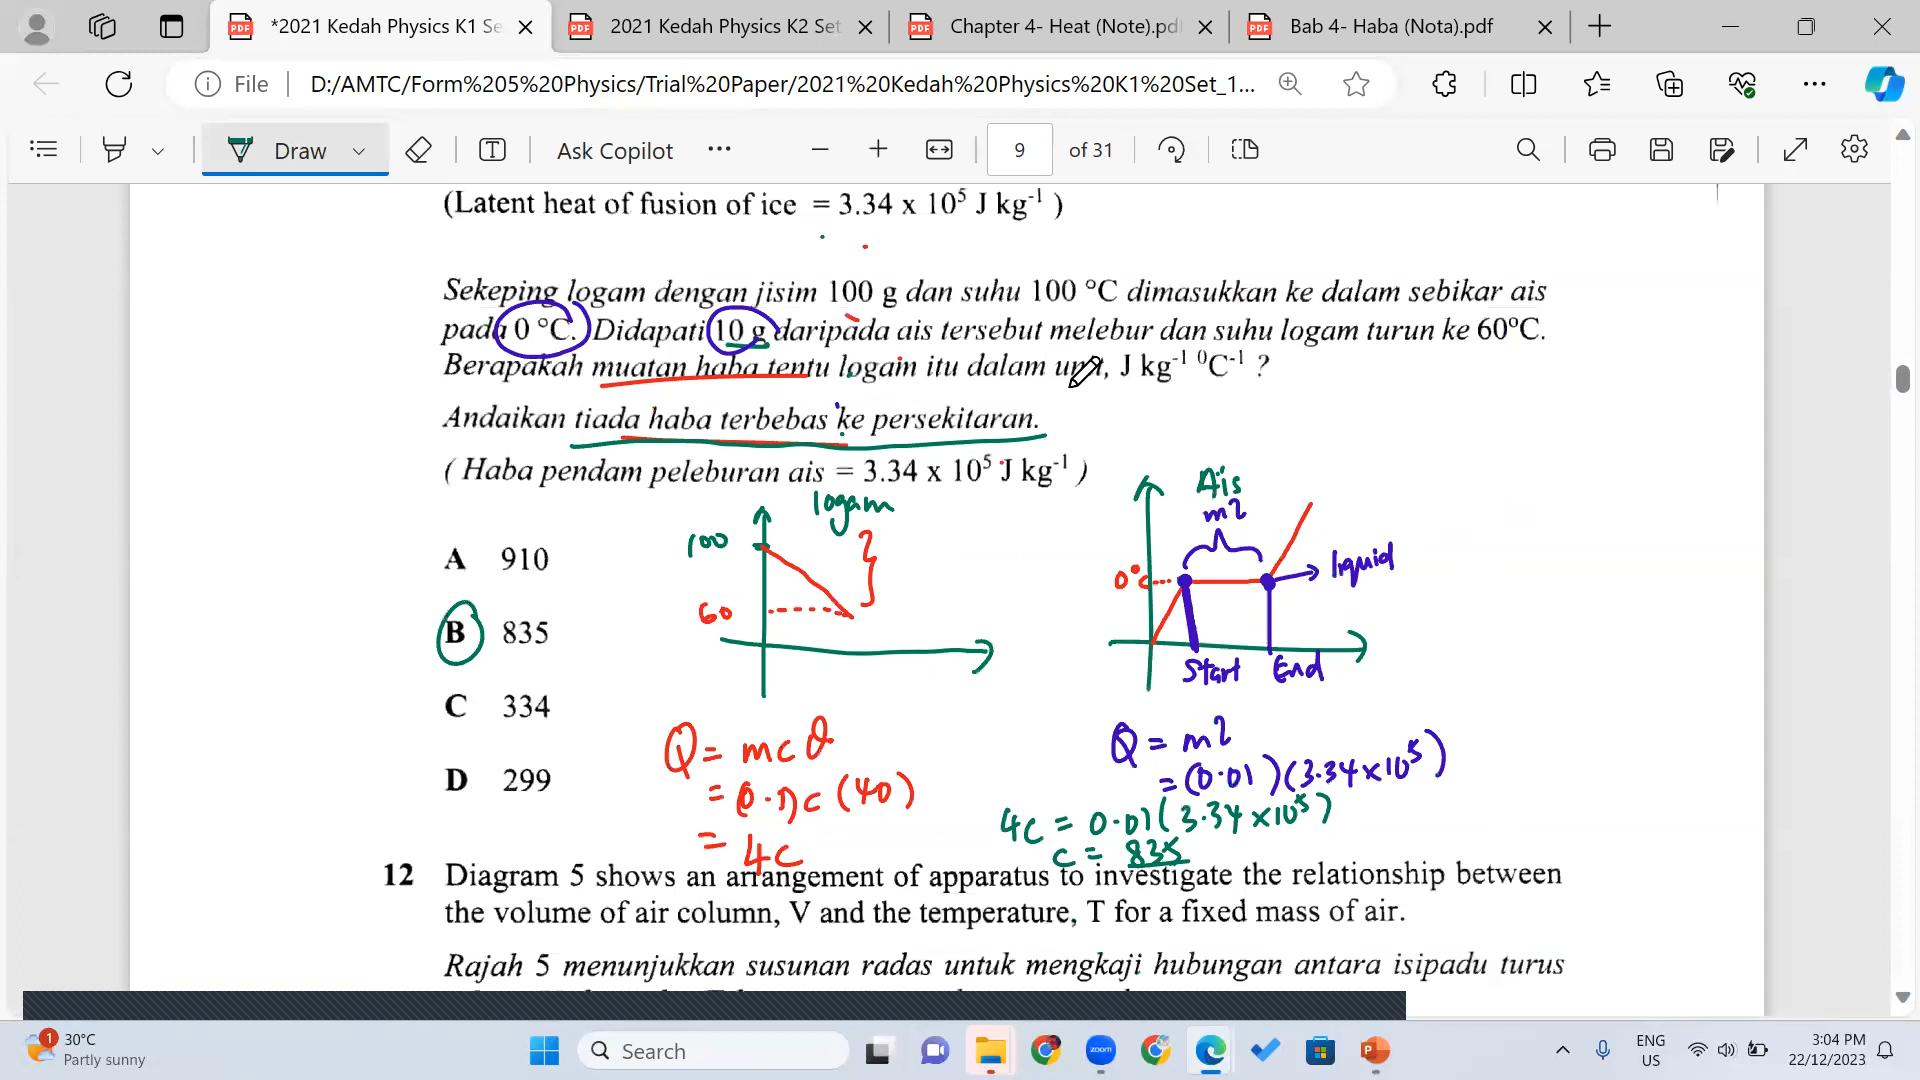 *2021 Kedah Physics K1 Se
2021 Kedah Physics K2 Set
Chapter 4- Heat (Note).pd
Bab 4- Haba (Nota).pdf
File
D:/AMTC/Form%205%20Physics/Trial%20Paper/2021%20Kedah%20Physics%20K1%20Set_1...
Draw
Ask Copilot
9 of 31
(Latent heat of fusion of ice = 3.34 x 10⁵ J kg⁻¹ )
Sekeping logam dengan jisim 100 g dan suhu 100 °C dimasukkan ke dalam sebikar ais
pada 0 °C. Didapati 10 g daripada ais tersebut melebur dan suhu logam turun ke 60°C.
Berapakah muatan haba tentu logam itu dalam unit, J kg⁻¹ ⁰C⁻¹ ?
Andaikan tiada haba terbebas ke persekitaran.
( Haba pendam peleburan ais = 3.34 x 10⁵ J kg⁻¹ )
A 910
B 835
C 334
D 299
logam
100
60
Q = mcθ
= (0.1)c (40)
= 4c
Ais
ml
0°C
liquid
Start End
Q = ml
= (0.01)(3.34×10⁵)
4c = 0.01(3.34×10⁵)
c = 835
12 Diagram 5 shows an arrangement of apparatus to investigate the relationship between
the volume of air column, V and the temperature, T for a fixed mass of air.
Rajah 5 menunjukkan susunan radas untuk mengkaji hubungan antara isipadu turus
1
30°C
Partly sunny
Search
zoom
ENG
US
3:04 PM
22/12/2023